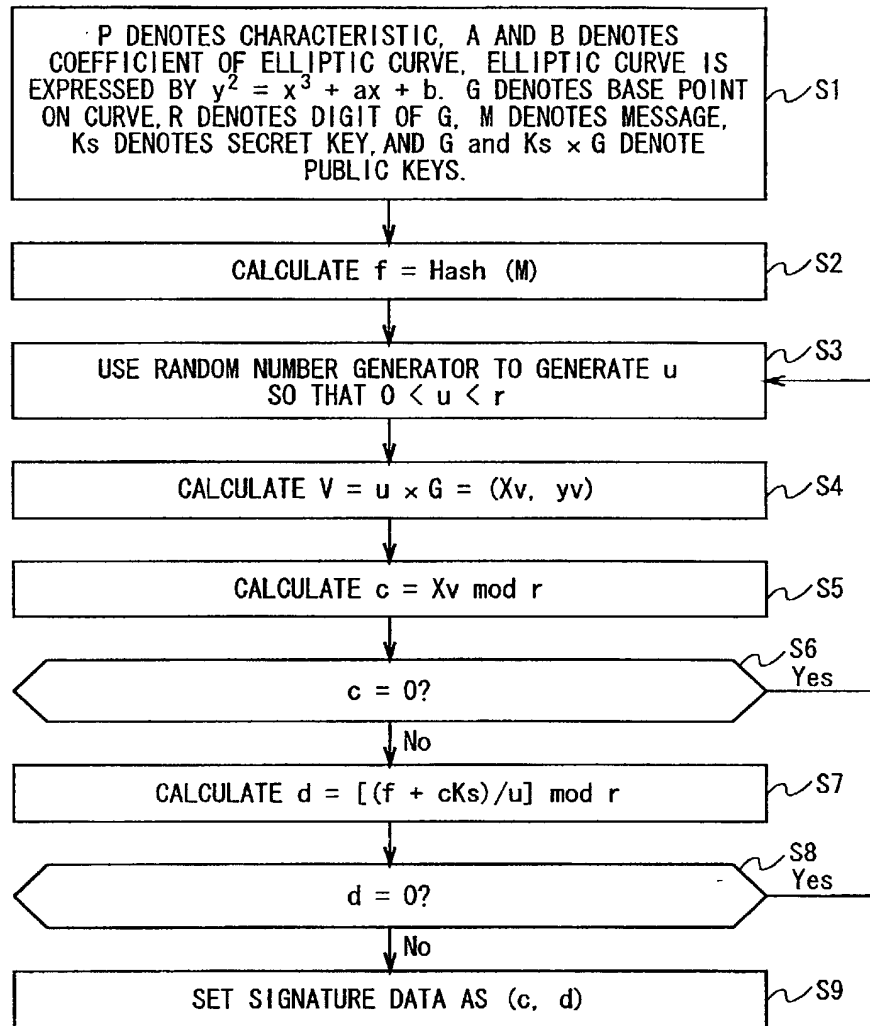 P DENOTES CHARACTERISTIC, A AND B DENOTES
COEFFICIENT OF ELLIPTIC CURVE, ELLIPTIC CURVE IS
EXPRESSED BY y² = x³ + ax + b. G DENOTES BASE POINT
ON CURVE, R DENOTES DIGIT OF G, M DENOTES MESSAGE,
Ks DENOTES SECRET KEY, AND G and Ks × G DENOTE
PUBLIC KEYS.
S1
CALCULATE f = Hash (M)
S2
USE RANDOM NUMBER GENERATOR TO GENERATE u
SO THAT 0 < u < r
S3
CALCULATE V = u × G = (Xv, yv)
S4
CALCULATE c = Xv mod r
S5
c = 0?
S6
Yes
No
CALCULATE d = [(f + cKs)/u] mod r
S7
d = 0?
S8
Yes
No
SET SIGNATURE DATA AS (c, d)
S9